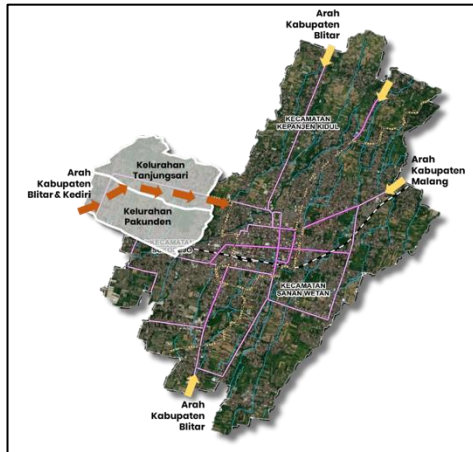 Arah
Kabupaten
Blitar
KECAMATAN
KEPANJEN KIDUL
Kelurahan
Tanjungsari
Arah
Kabupaten
Blitar & Kediri
Kelurahan
Pakunden
Arah
Kabupaten
Malang
KECAMATAN
KECAMATAN
SANAN WETAN
Arah
Kabupaten
Blitar